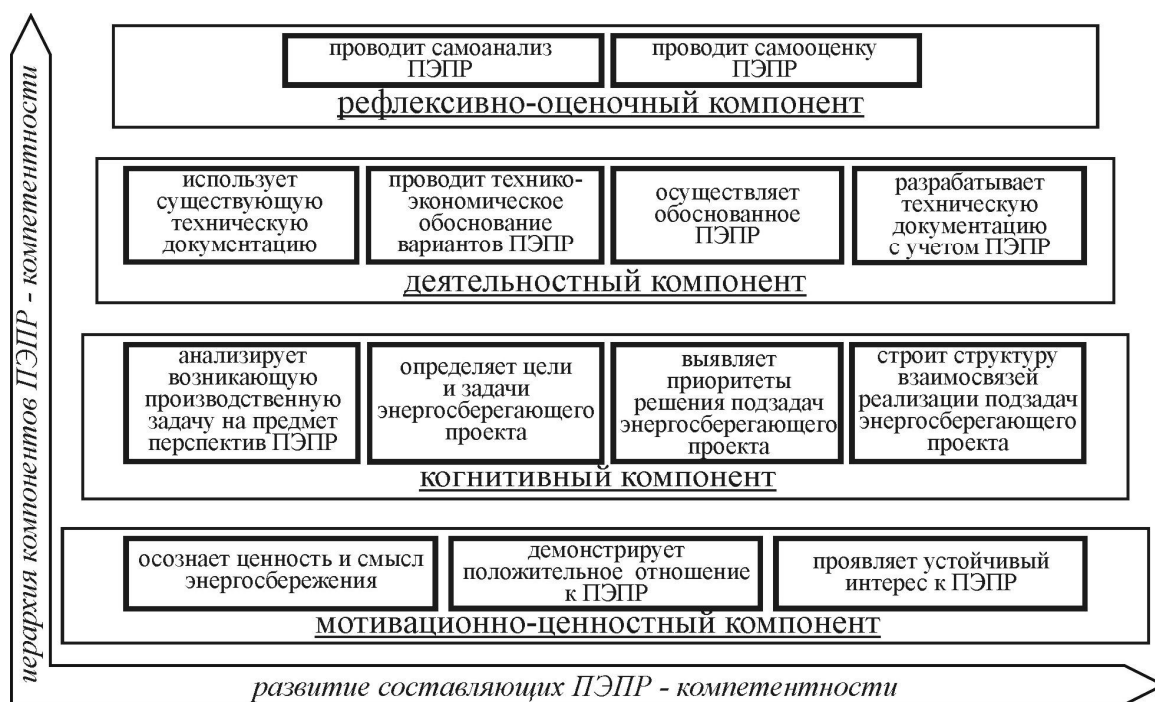 иерархия компонентов ПЭПР - компетентности
проводит самоанализ
ПЭПР
проводит самооценку
ПЭПР
рефлексивно-оценочный компонент
использует
существующую
техническую
документацию
проводит технико-
экономическое
обоснование
вариантов ПЭПР
осуществляет
обоснованное
ПЭПР
разрабатывает
техническую
документацию
с учетом ПЭПР
деятельностный компонент
анализирует
возникающую
производственную
задачу на предмет
перспектив ПЭПР
определяет цели
и задачи
энергосберегающего
проекта
выявляет
приоритеты
решения подзадач
энергосберегающего
проекта
строит структуру
взаимосвязей
реализации подзадач
энергосберегающего
проекта
когнитивный компонент
осознает ценность и смысл
энергосбережения
демонстрирует
положительное отношение
к ПЭПР
проявляет устойчивый
интерес к ПЭПР
мотивационно-ценностный компонент
развитие составляющих ПЭПР - компетентности